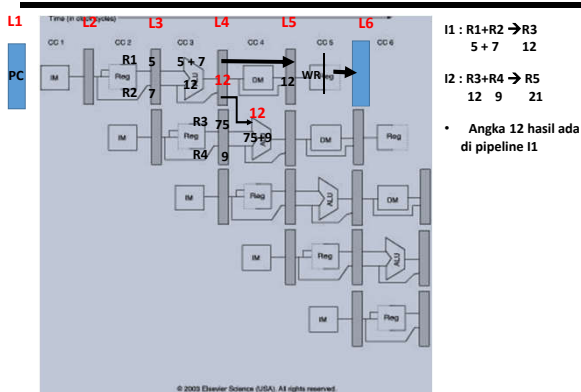 Time (in clock cycles)
L1 L2 L3 L4 L5 L6
CC 1 CC 2 CC 3 CC 4 CC 5 CC 6
PC
IM Reg ALU DM Reg
R1 5 5 + 7
R2 7 12 12 12 WR
IM Reg ALU DM Reg
R3 75 12
R4 9 75+9
IM Reg ALU DM
IM Reg ALU
IM Reg
© 2003 Elsevier Science (USA). All rights reserved.
I1 : R1+R2 → R3
5 + 7 12
I2 : R3+R4 → R5
12 9 21
• Angka 12 hasil ada
di pipeline I1